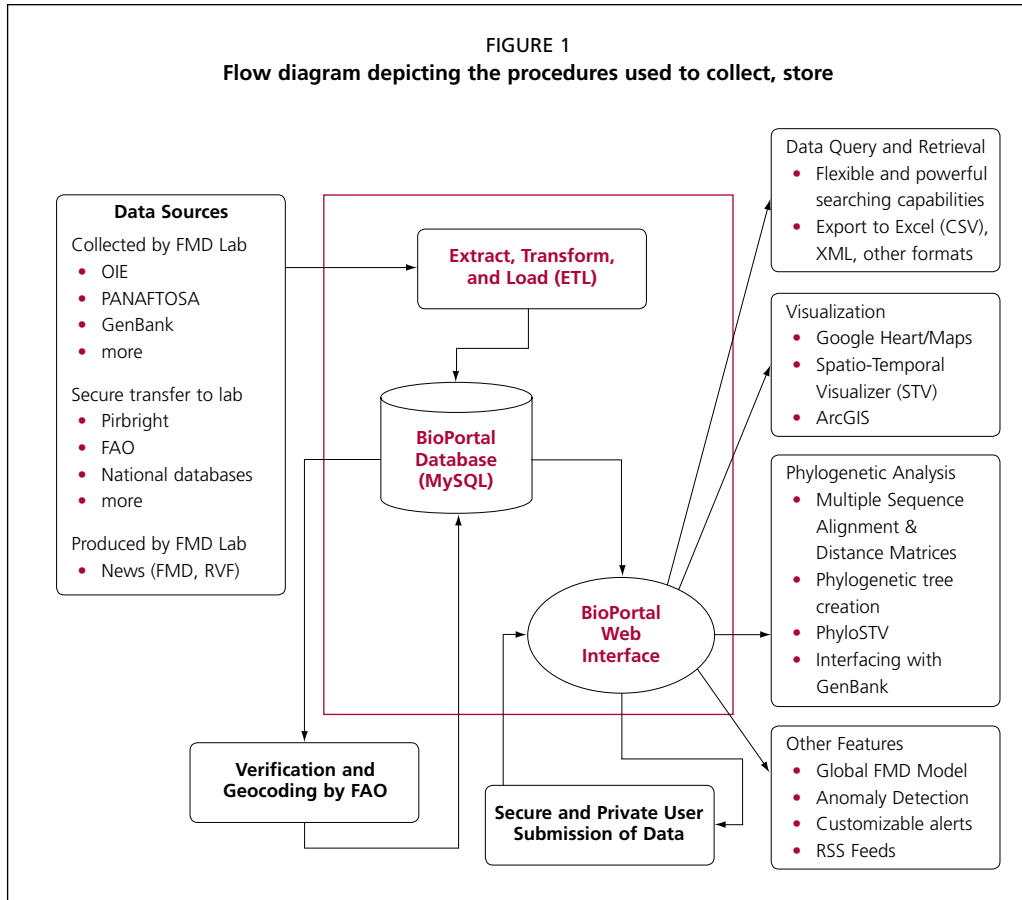 FIGURE 1
Flow diagram depicting the procedures used to collect, store
Data Sources
Collected by FMD Lab
• OIE
• PANAFTOSA
• GenBank
• more
Secure transfer to lab
• Pirbright
• FAO
• National databases
• more
Produced by FMD Lab
• News (FMD, RVF)
Extract, Transform,
and Load (ETL)
BioPortal
Database
(MySQL)
BioPortal
Web
Interface
Verification and
Geocoding by FAO
Secure and Private User
Submission of Data
Data Query and Retrieval
• Flexible and powerful
searching capabilities
• Export to Excel (CSV),
XML, other formats
Visualization
• Google Heart/Maps
• Spatio-Temporal
Visualizer (STV)
• ArcGIS
Phylogenetic Analysis
• Multiple Sequence
Alignment &
Distance Matrices
• Phylogenetic tree
creation
• PhyloSTV
• Interfacing with
GenBank
Other Features
• Global FMD Model
• Anomaly Detection
• Customizable alerts
• RSS Feeds